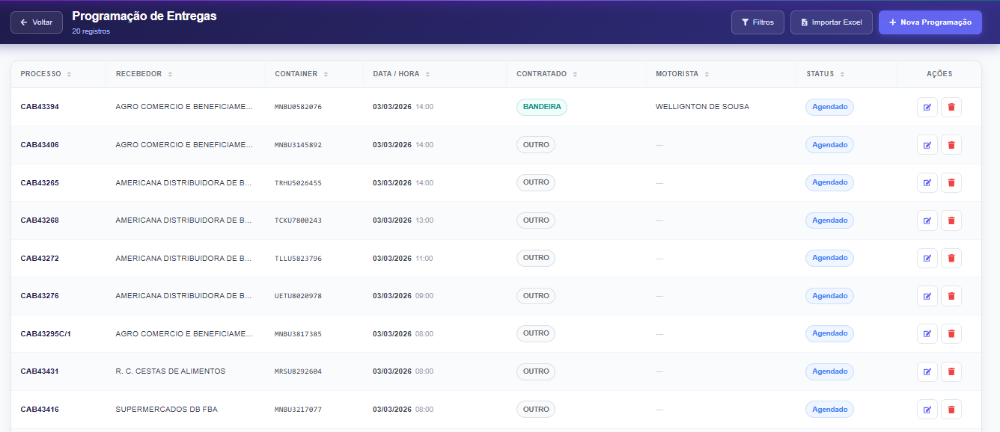 Voltar
Programação de Entregas
20 registros
Filtros
Importar Excel
+ Nova Programação
PROCESSO RECEBEDOR CONTAINER DATA / HORA CONTRATADO MOTORISTA STATUS AÇÕES
CAB43394 AGRO COMERCIO E BENEFICIAME... MNBU0582076 03/03/2026 14:00 BANDEIRA WELLIGNTON DE SOUSA Agendado
CAB43406 AGRO COMERCIO E BENEFICIAME... MNBU3145892 03/03/2026 14:00 OUTRO — Agendado
CAB43265 AMERICANA DISTRIBUIDORA DE B... TRHU5026455 03/03/2026 14:00 OUTRO — Agendado
CAB43268 AMERICANA DISTRIBUIDORA DE B... TCKU7800243 03/03/2026 13:00 OUTRO — Agendado
CAB43272 AMERICANA DISTRIBUIDORA DE B... TLLU5823796 03/03/2026 11:00 OUTRO — Agendado
CAB43276 AMERICANA DISTRIBUIDORA DE B... UETU8020978 03/03/2026 09:00 OUTRO — Agendado
CAB43295C/1 AGRO COMERCIO E BENEFICIAME... MNBU3817385 03/03/2026 08:00 OUTRO — Agendado
CAB43431 R. C. CESTAS DE ALIMENTOS MRSU8292604 03/03/2026 08:00 OUTRO — Agendado
CAB43416 SUPERMERCADOS DB FBA MNBU3217077 03/03/2026 08:00 OUTRO — Agendado